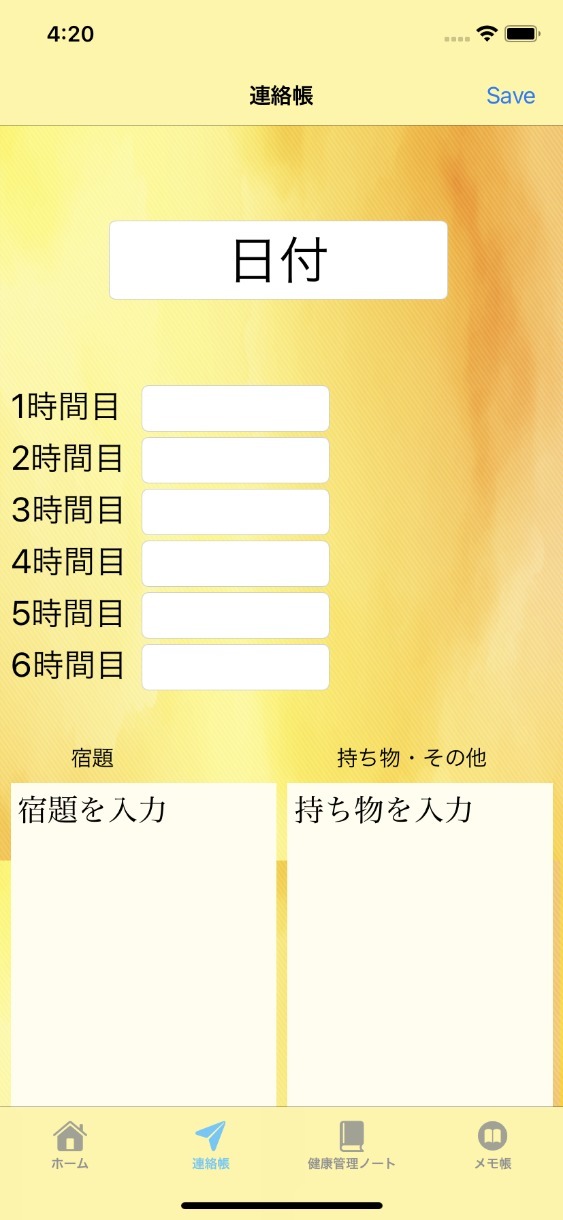 4:20
連絡帳
Save
日付
1時間目
2時間目
3時間目
4時間目
5時間目
6時間目
宿題
持ち物・その他
宿題を入力
持ち物を入力
ホーム
連絡帳
健康管理ノート
メモ帳